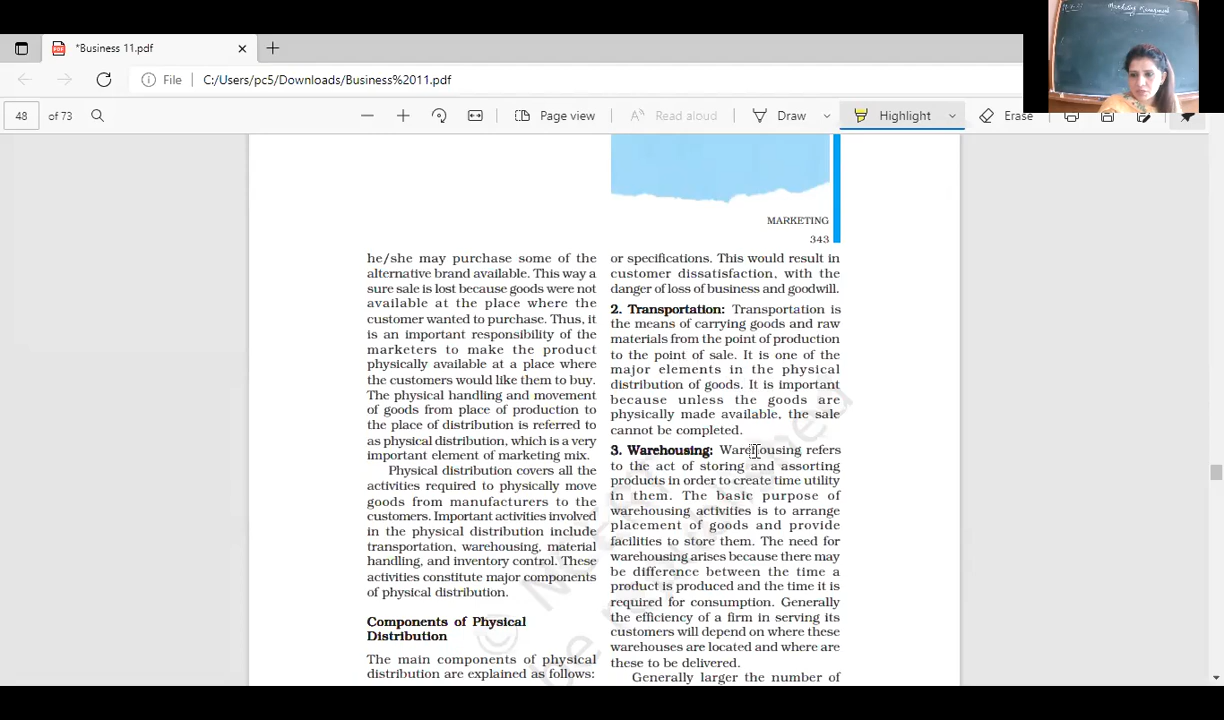 Marketing Management
*Business 11.pdf
File C:/Users/pc5/Downloads/Business%2011.pdf
48 of 73 Page view Read aloud Draw Highlight Erase
MARKETING
343
he/she may purchase some of the
alternative brand available. This way a
sure sale is lost because goods were not
available at the place where the
customer wanted to purchase. Thus, it
is an important responsibility of the
marketers to make the product
physically available at a place where
the customers would like them to buy.
The physical handling and movement
of goods from place of production to
the place of distribution is referred to
as physical distribution, which is a very
important element of marketing mix.
Physical distribution covers all the
activities required to physically move
goods from manufacturers to the
customers. Important activities involved
in the physical distribution include
transportation, warehousing, material
handling, and inventory control. These
activities constitute major components
of physical distribution.
Components of Physical
Distribution
The main components of physical
distribution are explained as follows:
or specifications. This would result in
customer dissatisfaction, with the
danger of loss of business and goodwill.
2. Transportation: Transportation is
the means of carrying goods and raw
materials from the point of production
to the point of sale. It is one of the
major elements in the physical
distribution of goods. It is important
because unless the goods are
physically made available, the sale
cannot be completed.
3. Warehousing: Warehousing refers
to the act of storing and assorting
products in order to create time utility
in them. The basic purpose of
warehousing activities is to arrange
placement of goods and provide
facilities to store them. The need for
warehousing arises because there may
be difference between the time a
product is produced and the time it is
required for consumption. Generally
the efficiency of a firm in serving its
customers will depend on where these
warehouses are located and where are
these to be delivered.
Generally larger the number of